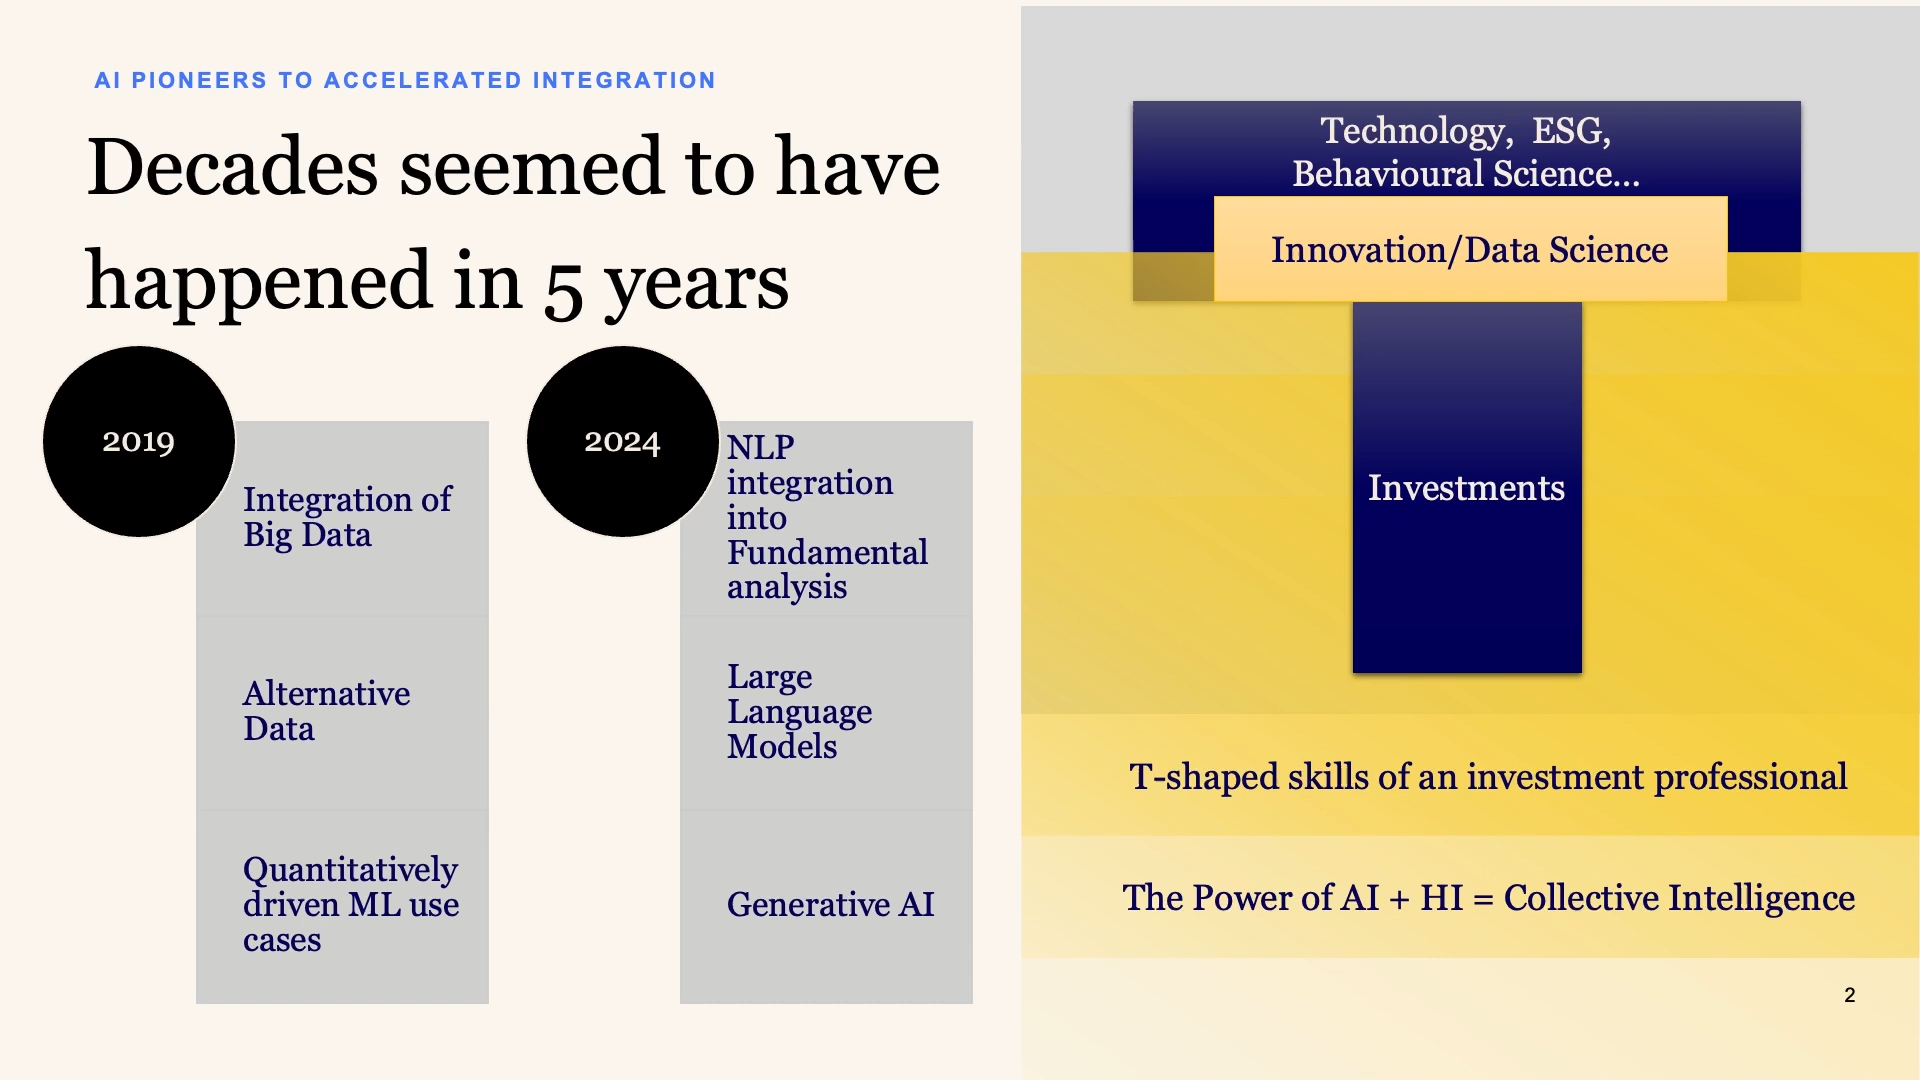 AI PIONEERS TO ACCELERATED INTEGRATION
Decades seemed to have
happened in 5 years
2019
Integration of
Big Data
Alternative
Data
Quantitatively
driven ML use
cases
2024
NLP
integration
into
Fundamental
analysis
Large
Language
Models
Generative AI
Technology, ESG,
Behavioural Science...
Innovation/Data Science
Investments
T-shaped skills of an investment professional
The Power of AI + HI = Collective Intelligence
2